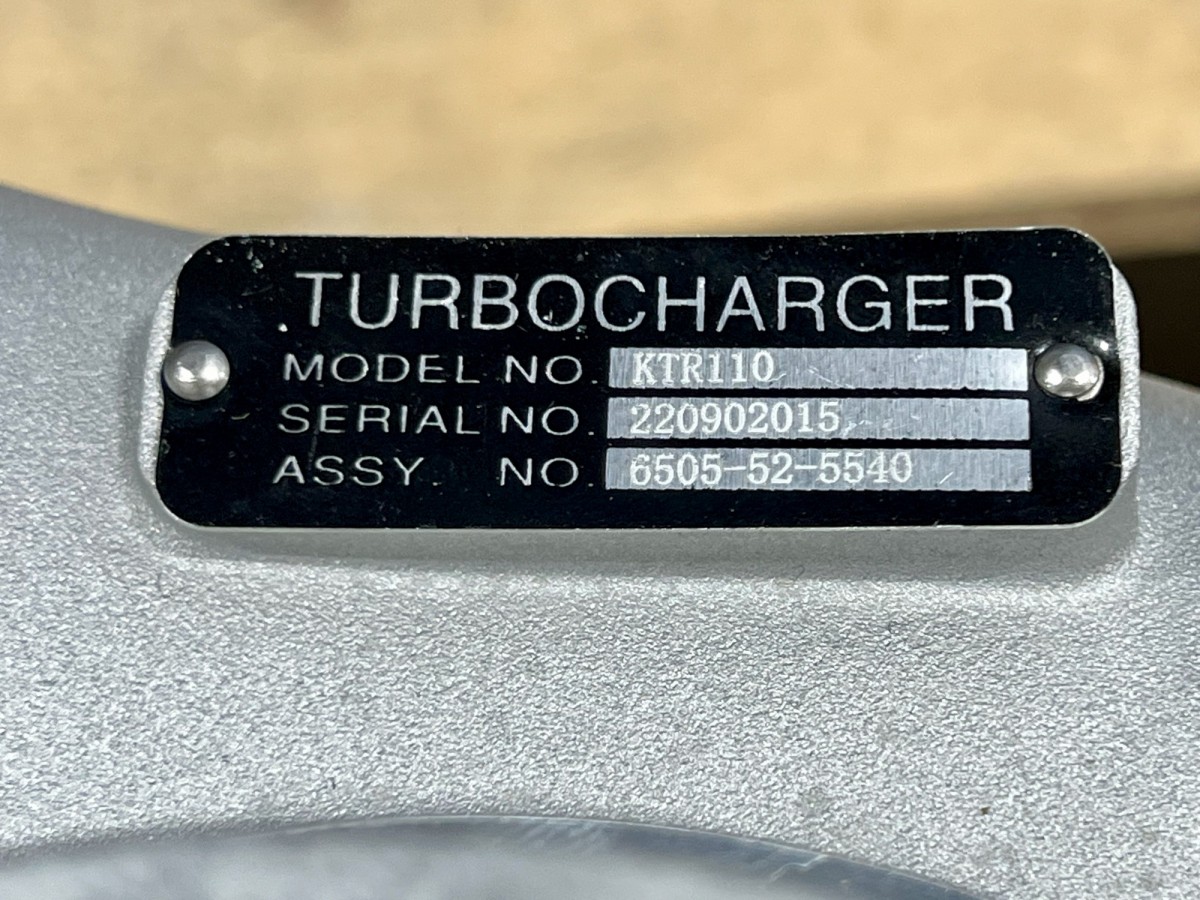 TURBOCHARGER
MODEL NO. KTR110
SERIAL NO. 220902015
ASSY. NO. 6505-52-5540